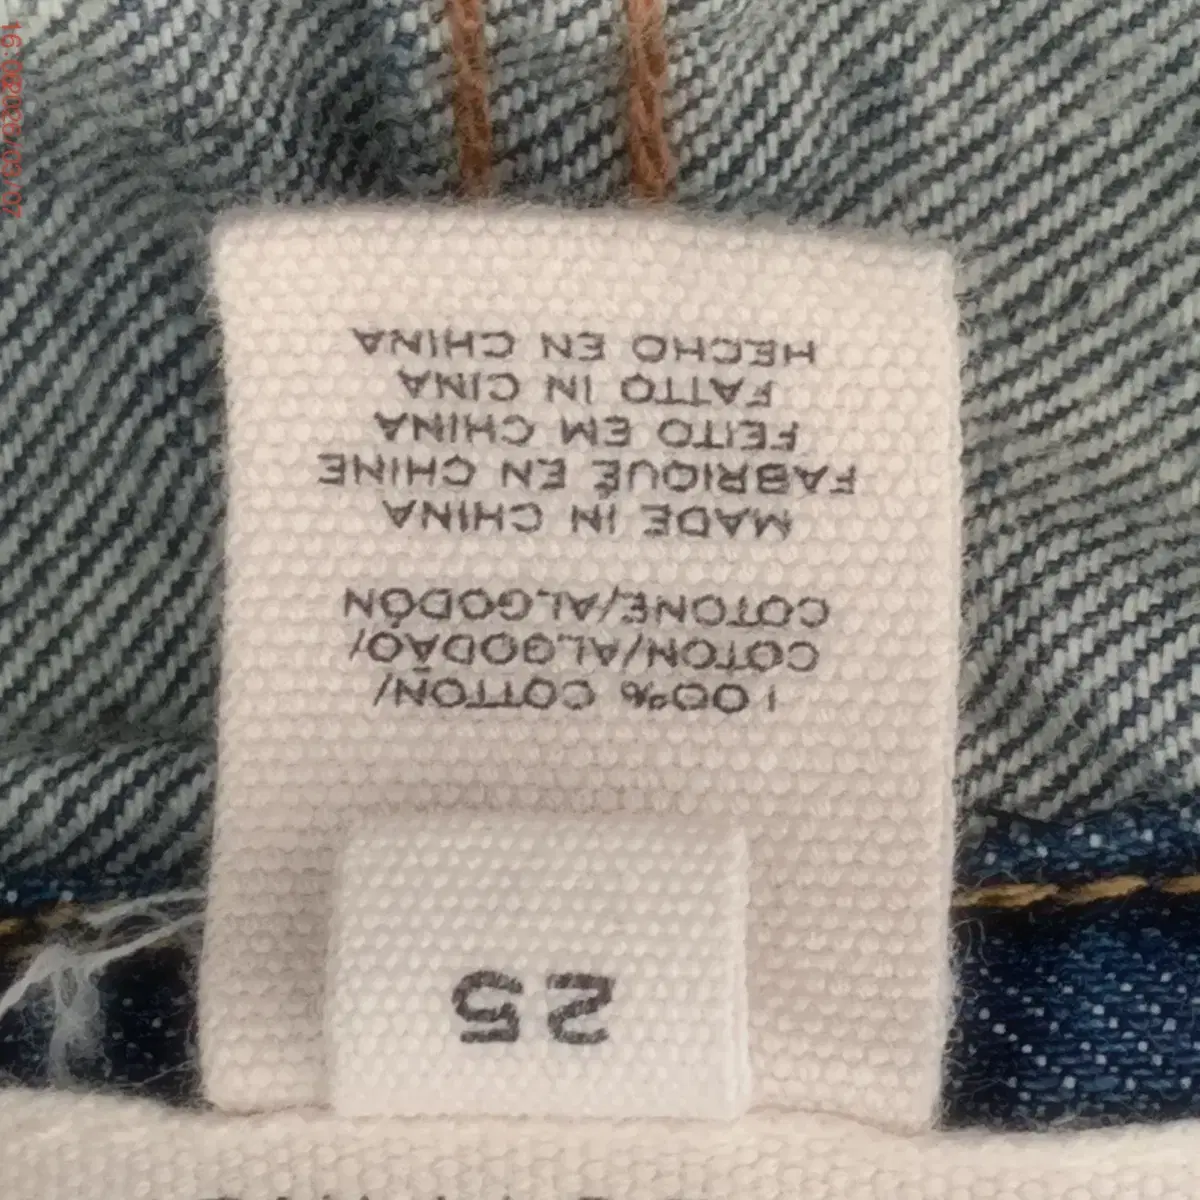 25
100% COTTON/
COTON/ALGODÃO/
COTONE/ALGODÓN
MADE IN CHINA
FABRIQUÉ EN CHINE
FEITO EM CHINA
FATTO IN CINA
HECHO EN CHINA